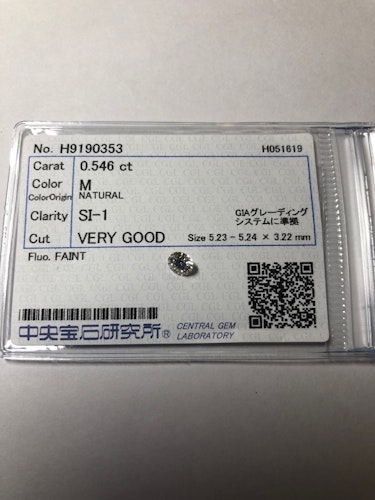 No. H9190353 H051619
Carat 0.546 ct
Color M
ColorOrigin NATURAL
Clarity SI-1 GIAグレーディング
システムに準拠
Cut VERY GOOD Size 5.23 - 5.24 × 3.22 mm
Fluo. FAINT
中央宝石研究所® CENTRAL GEM
LABORATORY